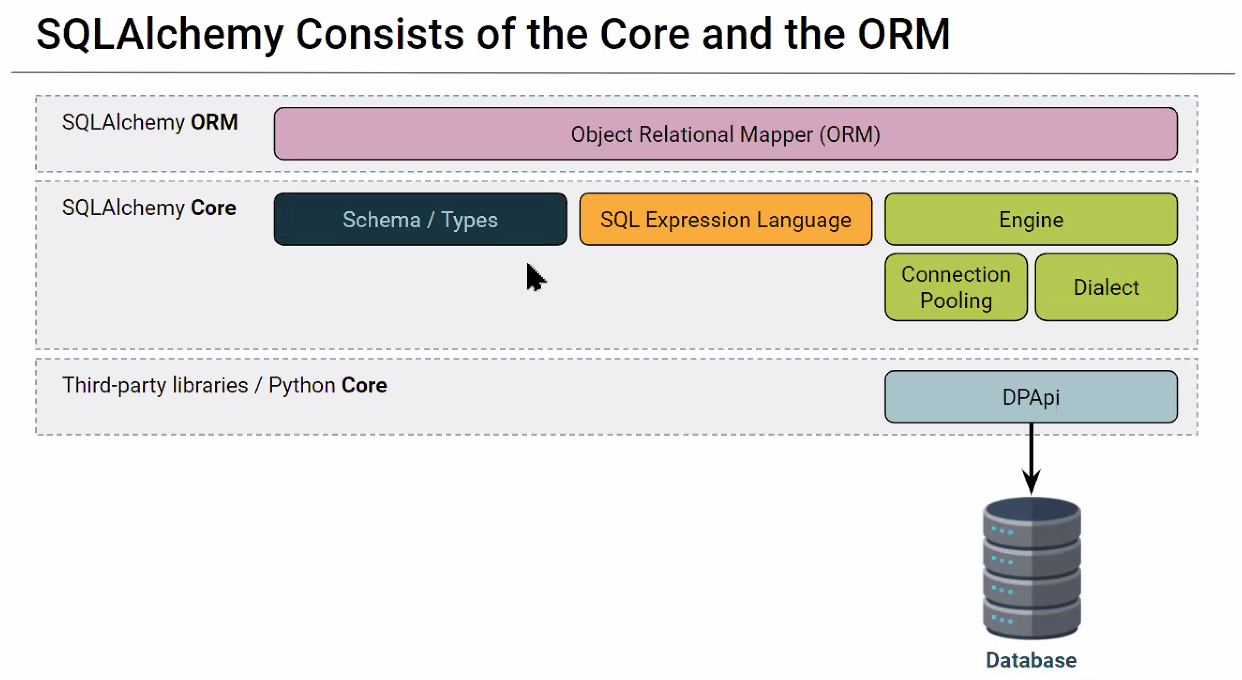 SQLAlchemy Consists of the Core and the ORM
SQLAlchemy ORM
Object Relational Mapper (ORM)
SQLAlchemy Core
Schema / Types
SQL Expression Language
Engine
Connection
Pooling
Dialect
Third-party libraries / Python Core
DPApi
Database